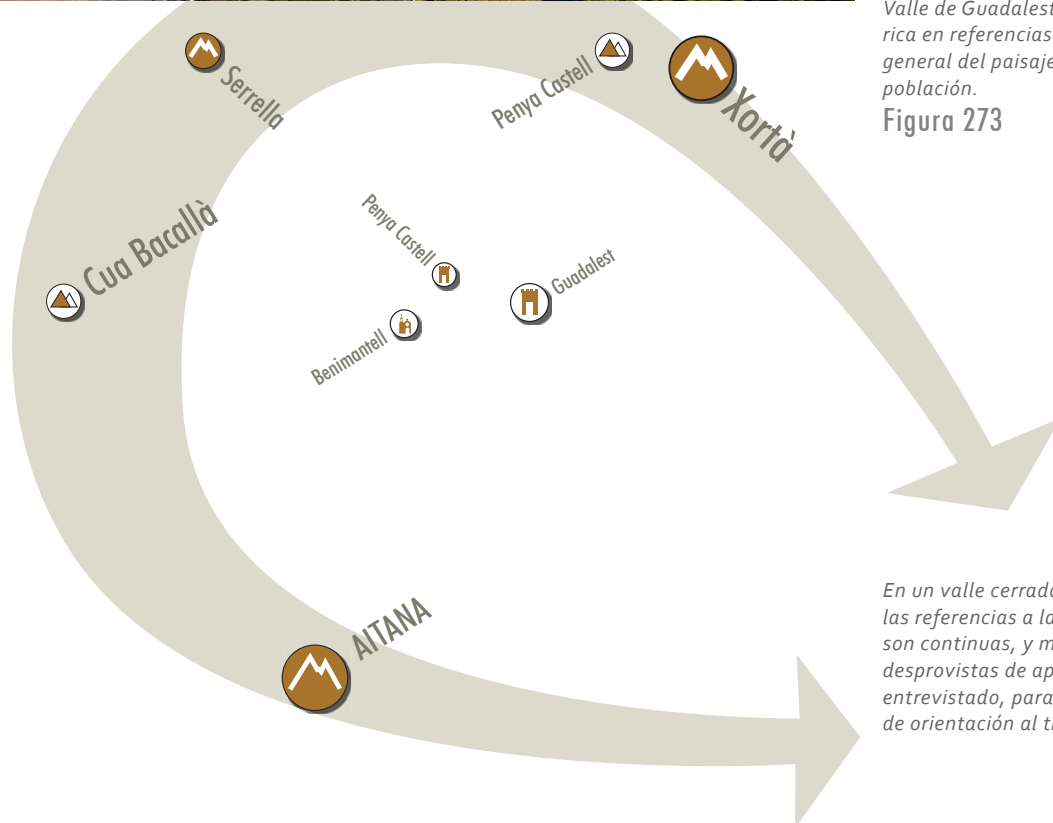 Valle de Guadalest
rica en referencias
general del paisaje
población.
Figura 273
Serrella
Penya Castell
Xortà
Cua Bacallà
Penya Castell
Guadalest
Benimantell
AITANA
En un valle cerrado
las referencias a la
son continuas, y m
desprovistas de ap
entrevistado, para
de orientación al t